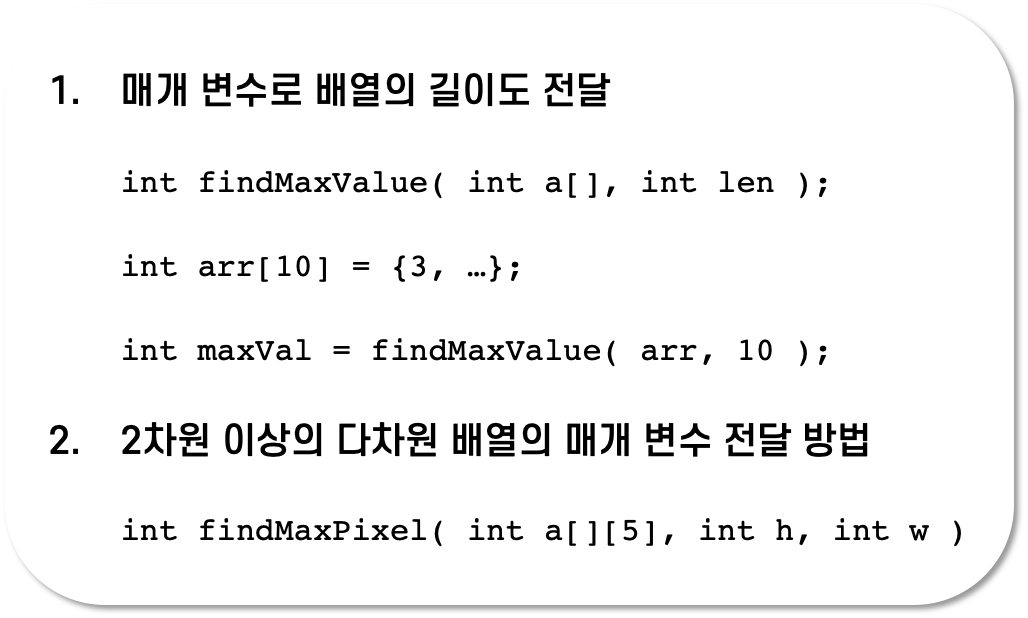 1. 매개 변수로 배열의 길이도 전달
int findMaxValue( int a[], int len );
int arr[10] = {3, …};
int maxVal = findMaxValue( arr, 10 );
2. 2차원 이상의 다차원 배열의 매개 변수 전달 방법
int findMaxPixel( int a[][5], int h, int w )